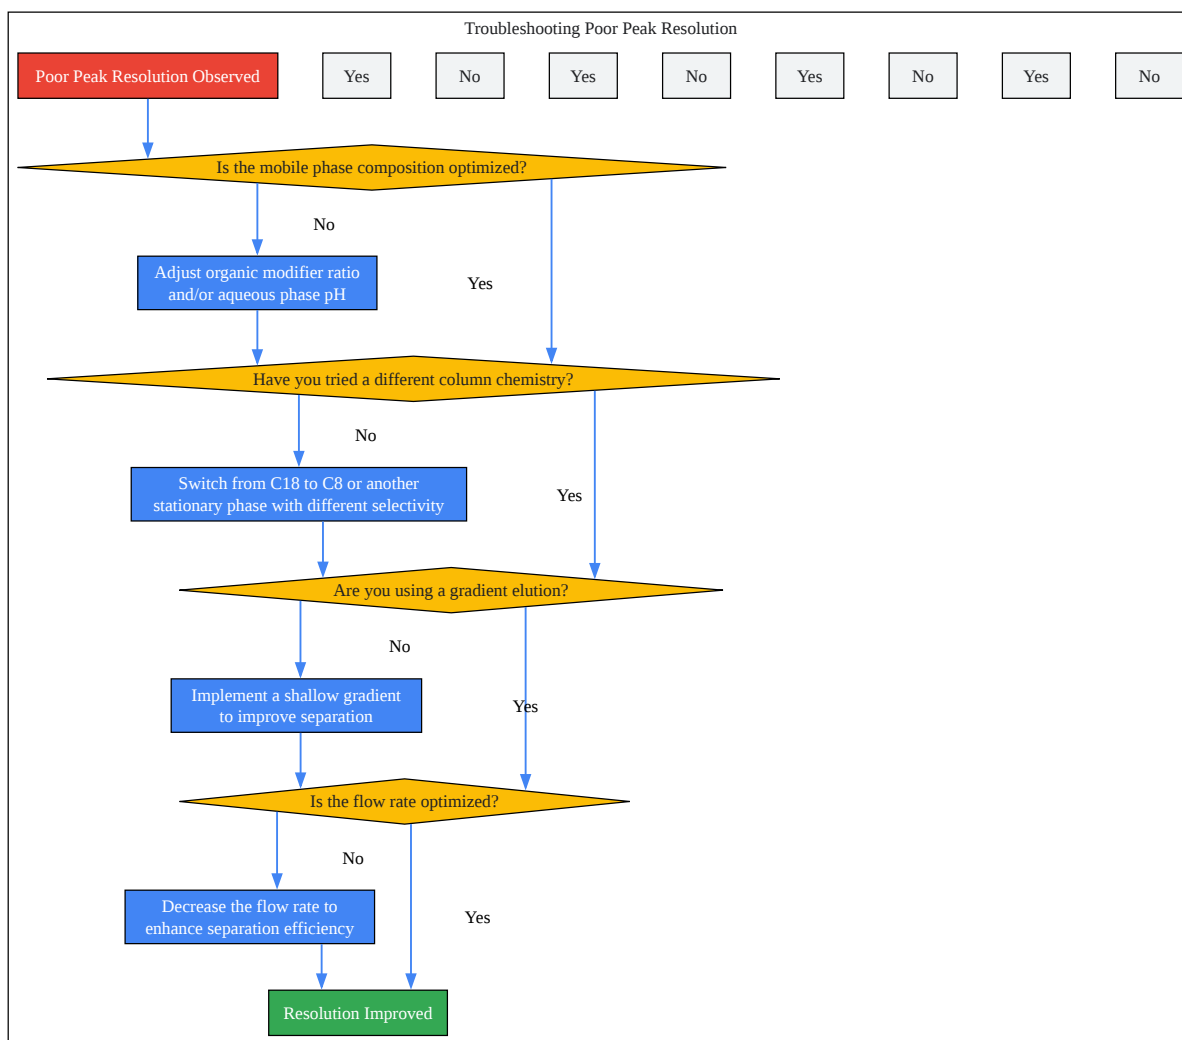 Troubleshooting Poor Peak Resolution
Poor Peak Resolution Observed
Yes
No
Yes
No
Yes
No
Yes
No
Is the mobile phase composition optimized?
No
Adjust organic modifier ratio
and/or aqueous phase pH
Yes
Have you tried a different column chemistry?
No
Switch from C18 to C8 or another
stationary phase with different selectivity
Yes
Are you using a gradient elution?
No
Implement a shallow gradient
to improve separation
Yes
Is the flow rate optimized?
No
Decrease the flow rate to
enhance separation efficiency
Yes
Resolution Improved